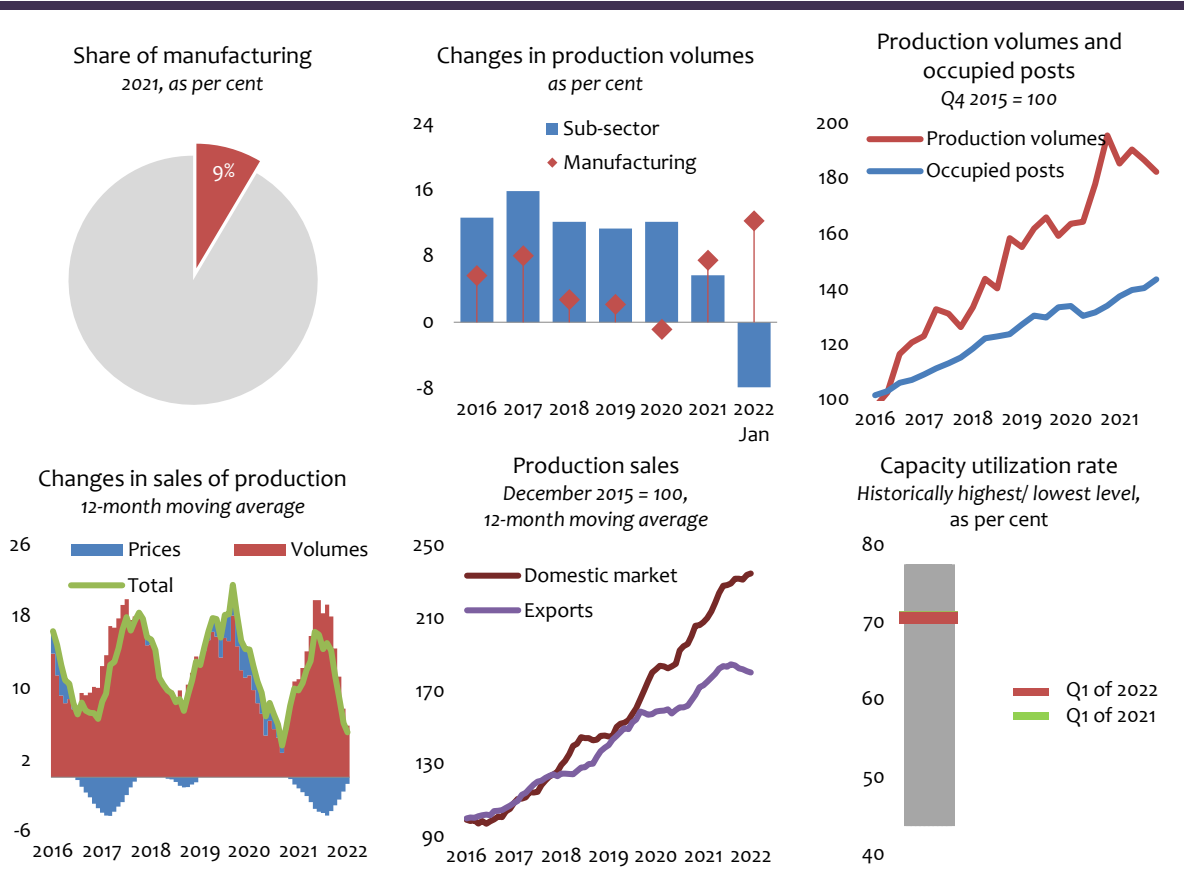 Share of manufacturing
2021, as per cent
9%
Changes in production volumes
as per cent
24
16
8
0
-8
Sub-sector
Manufacturing
2016 2017 2018 2019 2020 2021 2022
Jan
Production volumes and
occupied posts
Q4 2015 = 100
200
180
160
140
120
100
Production volumes
Occupied posts
2016 2017 2018 2019 2020 2021
Changes in sales of production
12-month moving average
26
18
10
2
-6
Prices
Volumes
Total
2016 2017 2018 2019 2020 2021 2022
Production sales
December 2015 = 100,
12-month moving average
250
210
170
130
90
Domestic market
Exports
2016 2017 2018 2019 2020 2021 2022
Capacity utilization rate
Historically highest/ lowest level,
as per cent
80
70
60
50
40
Q1 of 2022
Q1 of 2021